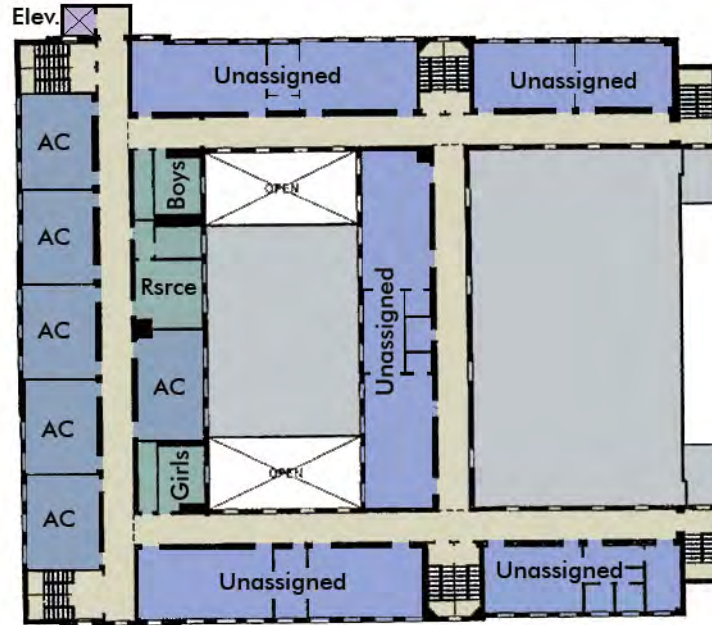 Elev.
Unassigned
Unassigned
AC
Boys
OPEN
AC
Rsrce
AC
Unassigned
AC
AC
Girls
OPEN
AC
Unassigned
Unassigned